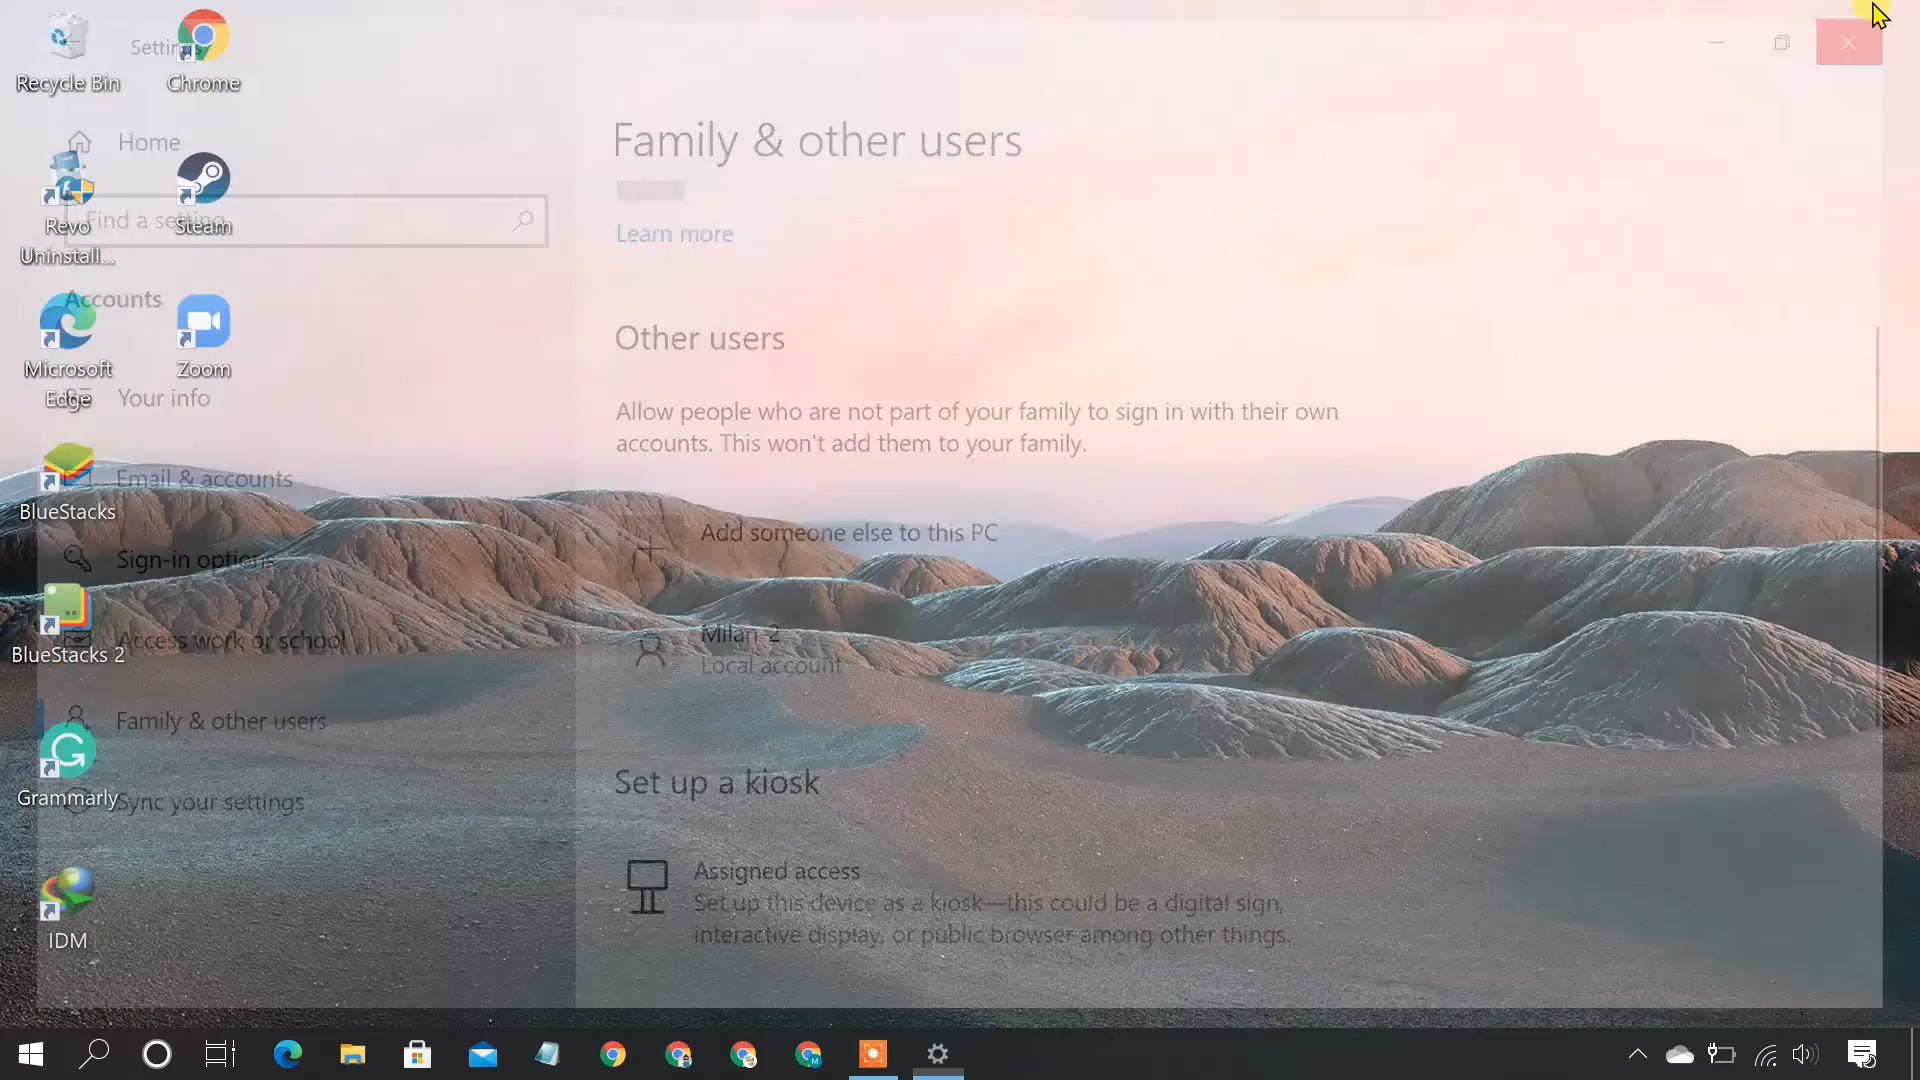 Recycle Bin
Chrome
Revo
Uninstall...
Steam
Microsoft
Edge
Zoom
BlueStacks
BlueStacks 2
Grammarly
IDM
Settings
Home
Find a setting
Accounts
Your info
Email & accounts
Sign-in options
Access work or school
Family & other users
Sync your settings
Family & other users
Learn more
Other users
Allow people who are not part of your family to sign in with their own
accounts. This won't add them to your family.
Add someone else to this PC
Milan-2
Local account
Set up a kiosk
Assigned access
Set up this device as a kiosk—this could be a digital sign,
interactive display, or public browser among other things.